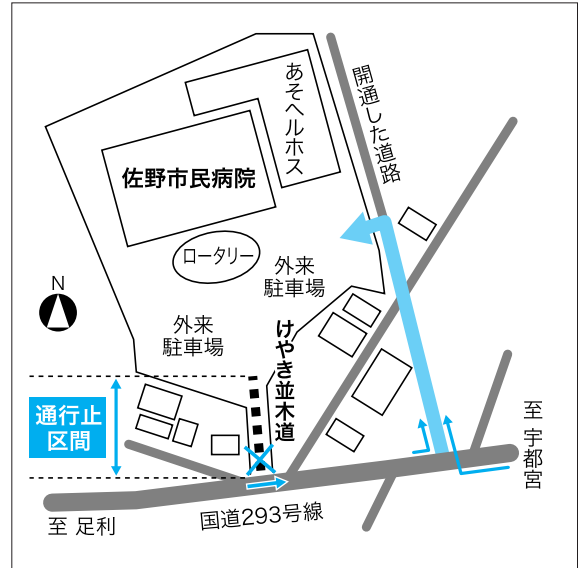 あそヘルホス
開通した道路
佐野市民病院
ロータリー
外来
駐車場
N
外来
駐車場
けやき並木道
通行止
区間
至 宇都宮
国道293号線
至 足利